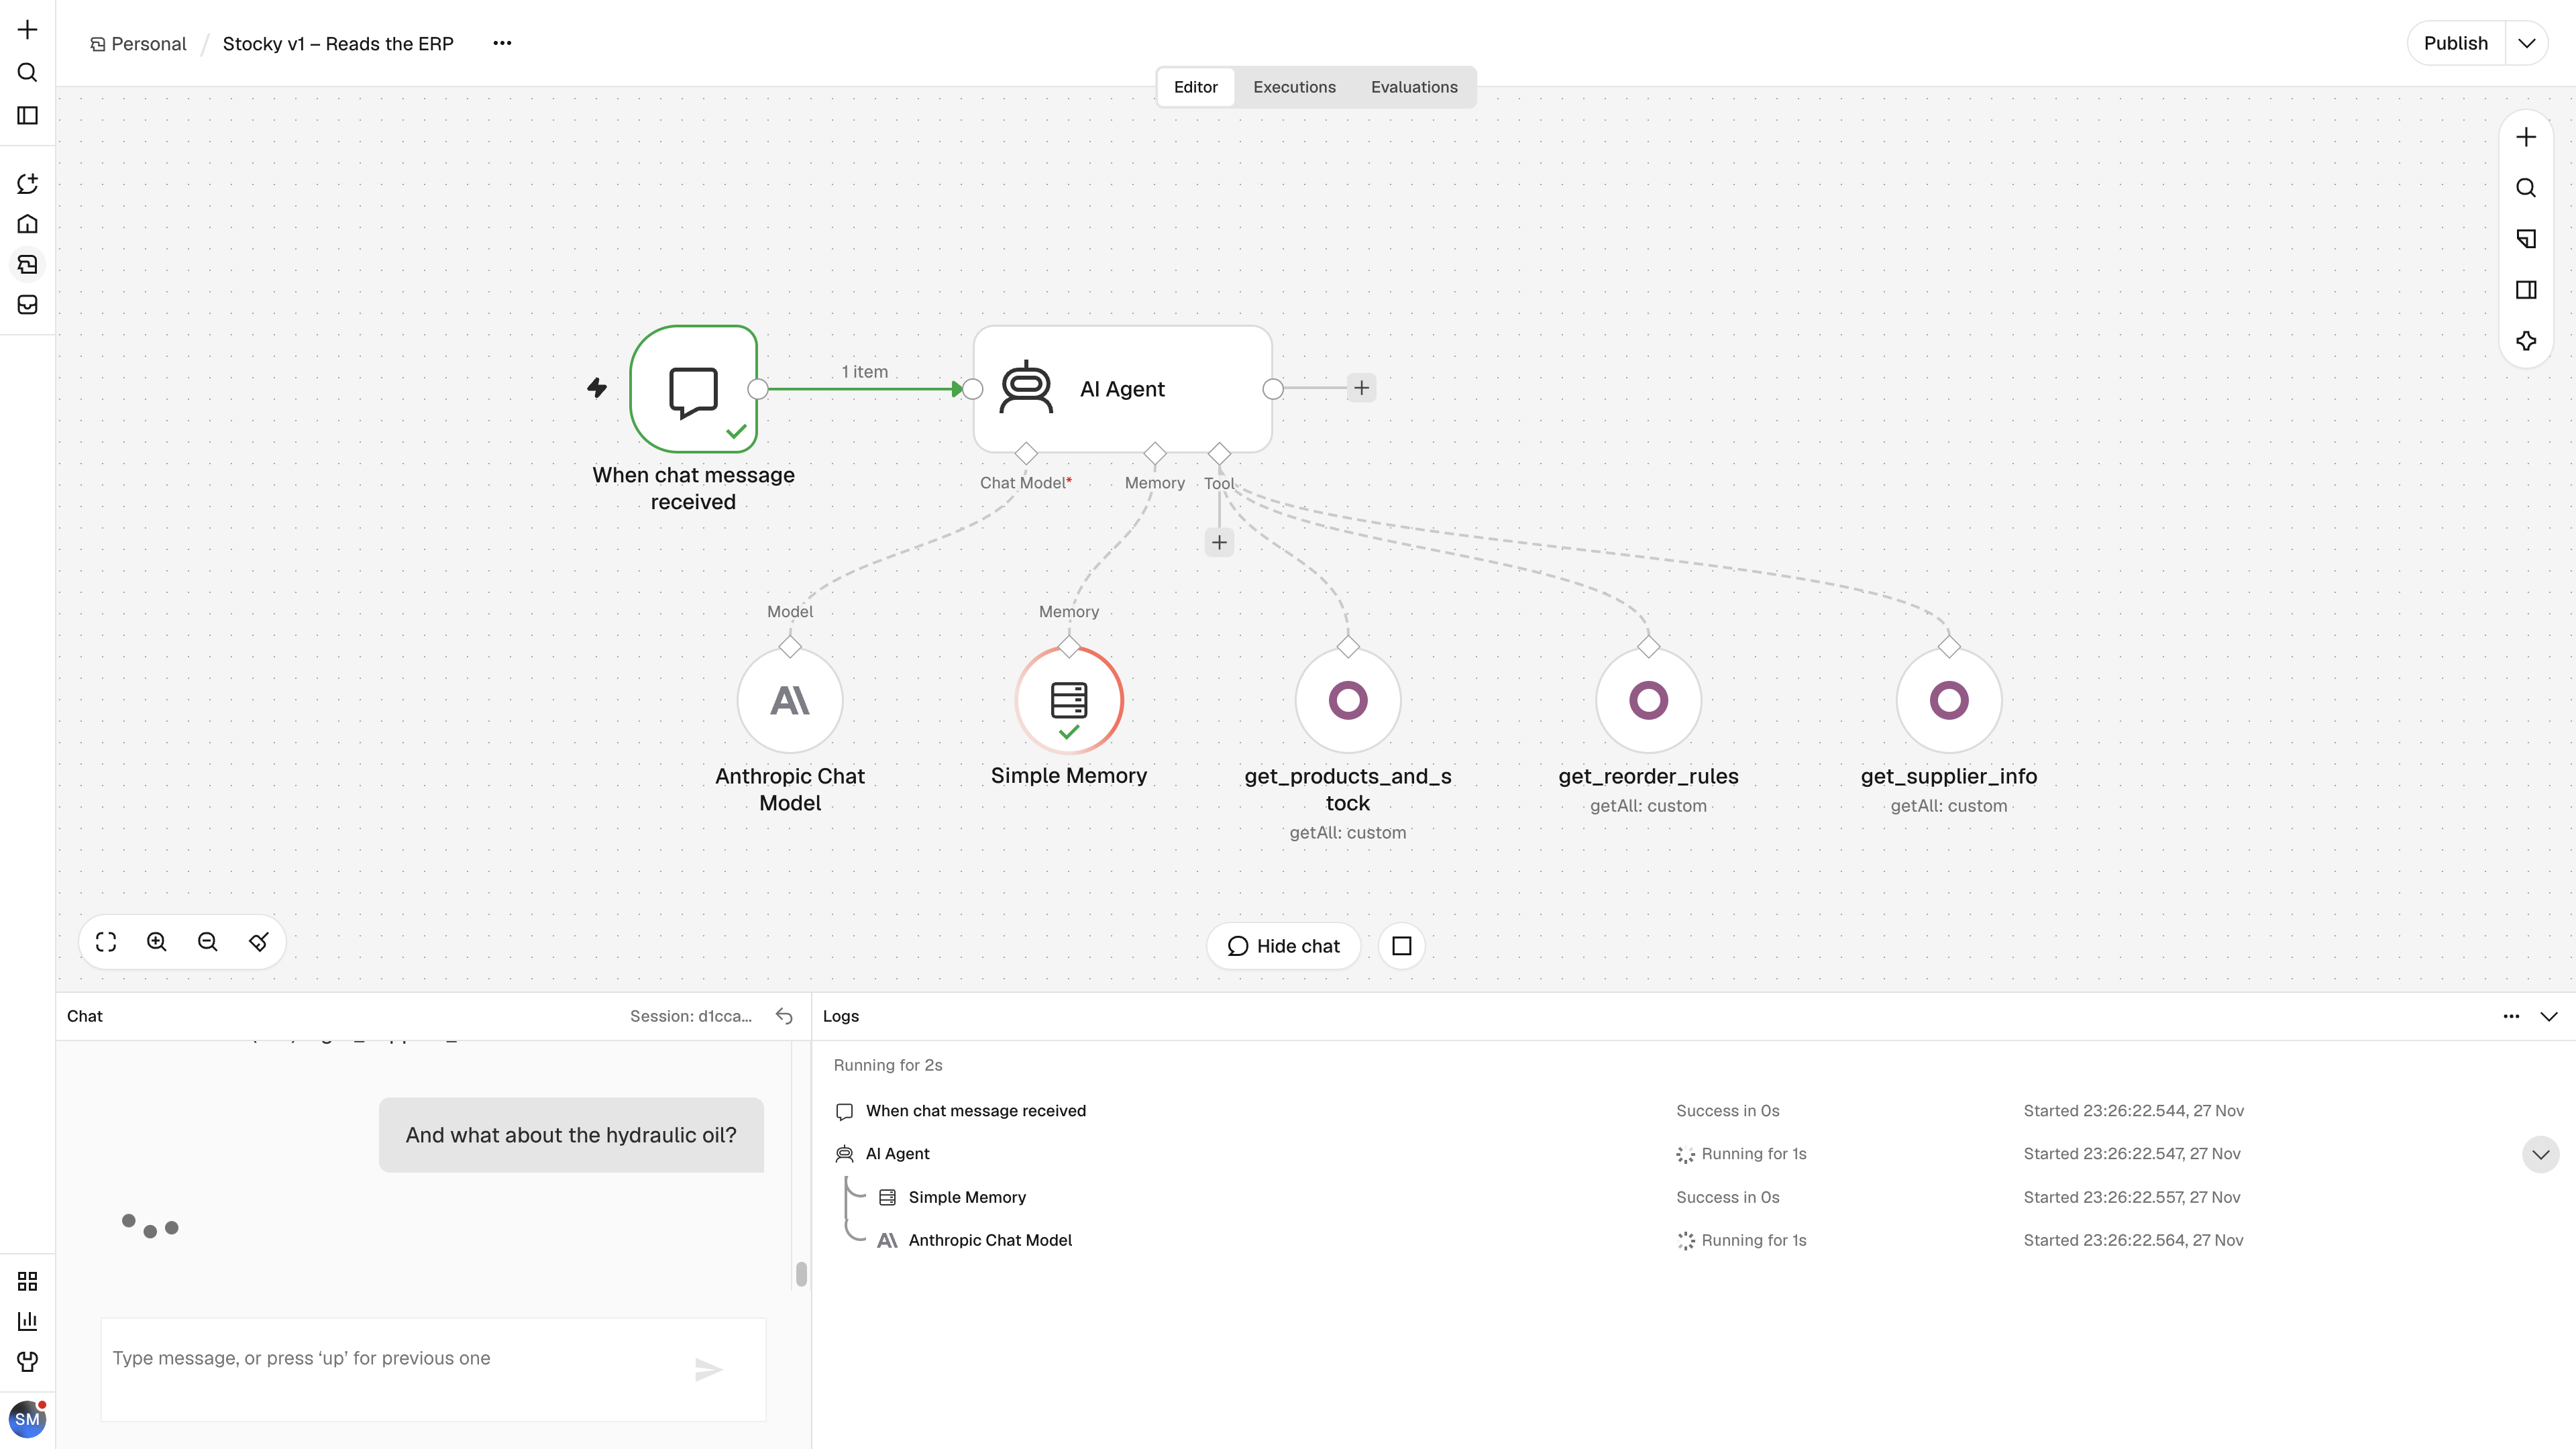 Personal / Stocky v1 – Reads the ERP
Publish
Editor Executions Evaluations
1 item
AI Agent
When chat message
received
Chat Model*
Memory
Tool
Model
Memory
Anthropic Chat
Model
Simple Memory
get_products_and_s
tock
getAll: custom
get_reorder_rules
getAll: custom
get_supplier_info
getAll: custom
Hide chat
Chat
Session: d1cca...
And what about the hydraulic oil?
Type message, or press ‘up’ for previous one
Logs
Running for 2s
When chat message received Success in 0s Started 23:26:22.544, 27 Nov
AI Agent Running for 1s Started 23:26:22.547, 27 Nov
Simple Memory Success in 0s Started 23:26:22.557, 27 Nov
Anthropic Chat Model Running for 1s Started 23:26:22.564, 27 Nov
SM